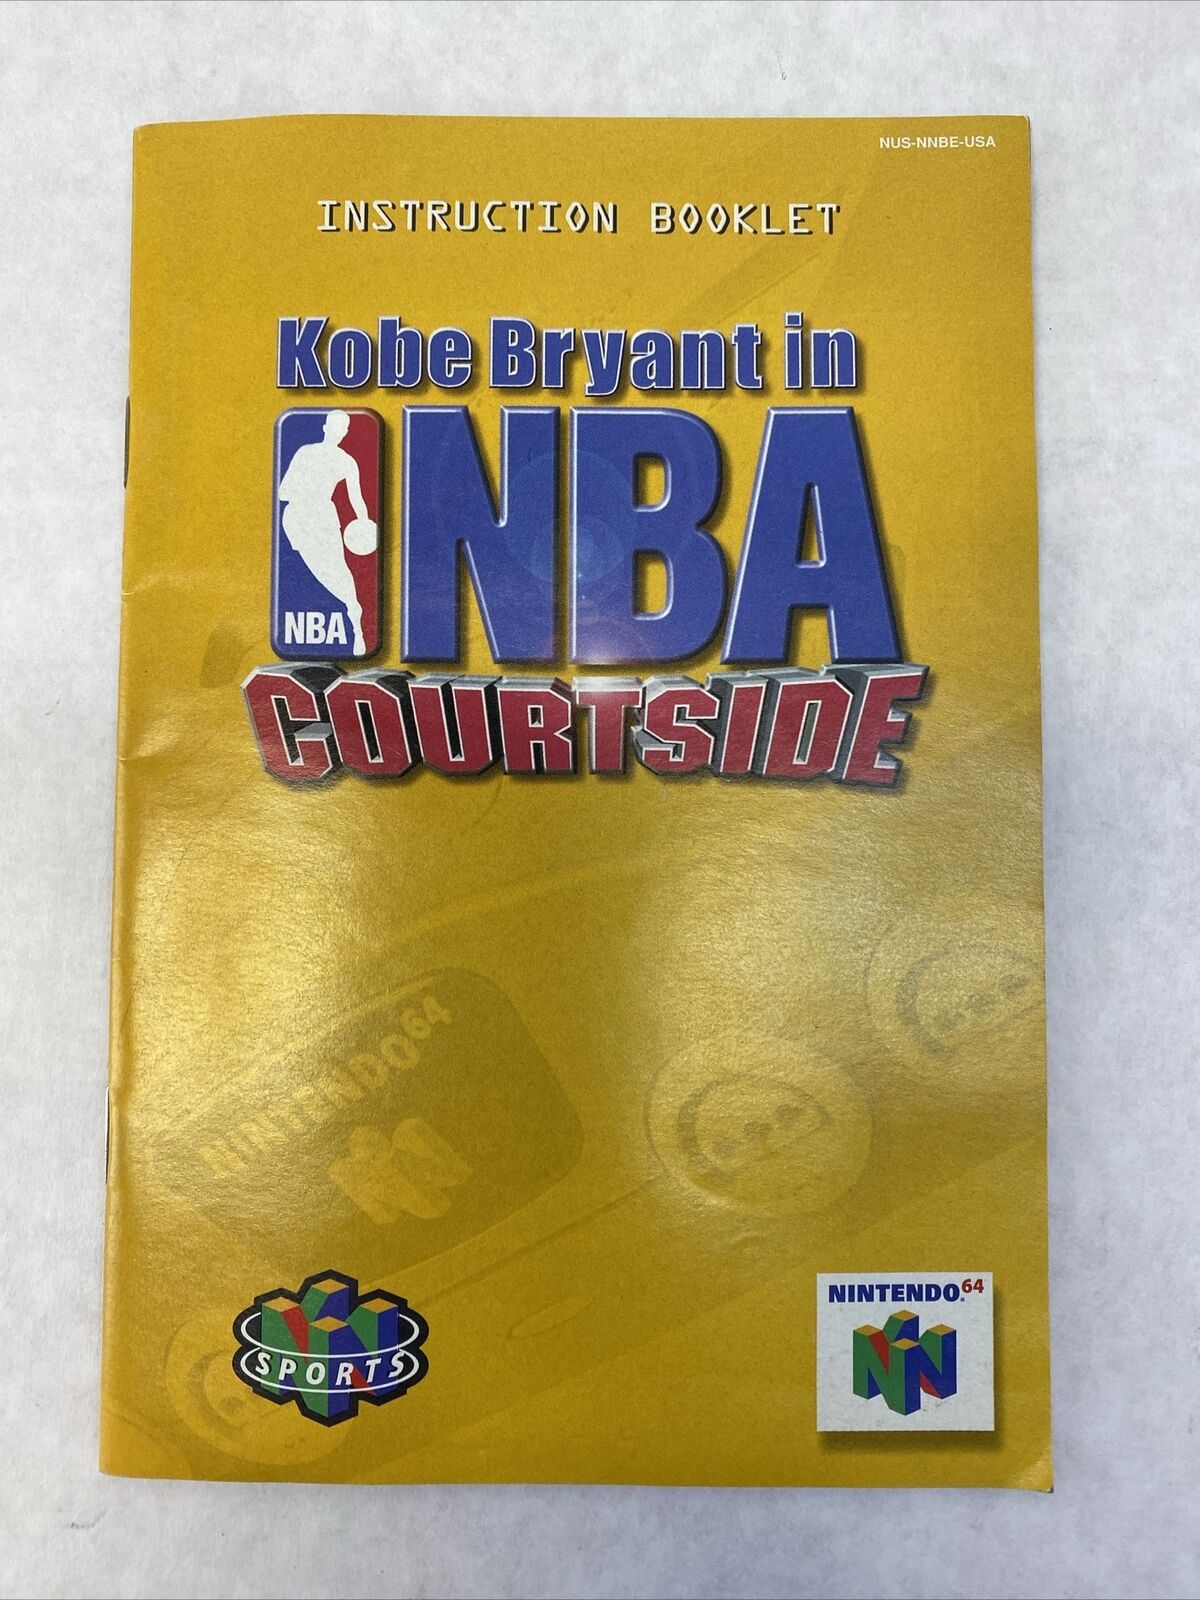 NUS-NNBE-USA
INSTRUCTION BOOKLET
Kobe Bryant in
NBA
NBA
COURTSIDE
NINTENDO64
SPORTS
NINTENDO64